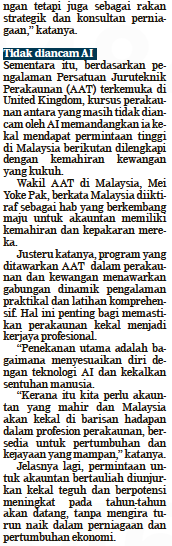 ngan tetapi juga sebagai rakan
strategik dan konsultan pernia-
gaan," katanya.
Tidak diancam AI
Sementara itu, berdasarkan pe-
ngalaman Persatuan Juruteknik
Perakaunan (AAT) terkemuka di
United Kingdom, kursus perakau-
nan antara yang masih tidak dian-
cam oleh AI memandangkan ia ke-
kal mendapat permintaan tinggi
di Malaysia berikutan dilengkapi
dengan kemahiran kewangan
yang kukuh.
Wakil AAT di Malaysia, Mei
Yoke Pak, berkata Malaysia diikti-
raf sebagai hab yang berkembang
maju untuk akauntan memiliki
kemahiran dan kepakaran mere-
ka.
Justeru katanya, program yang
ditawarkan AAT dalam perakau-
nan dan kewangan menawarkan
gabungan dinamik pengalaman
praktikal dan latihan komprehen-
sif. Hal ini penting bagi memasti-
kan perakaunan kekal menjadi
kerjaya profesional.
"Penekanan utama adalah ba-
gaimana menyesuaikan diri de-
ngan teknologi AI dan kekalkan
sentuhan manusia.
"Kerana itu kita perlu akaun-
tan yang mahir dan Malaysia
akan kekal di barisan hadapan
dalam profesion perakaunan, ber-
sedia untuk pertumbuhan dan
kejayaan yang mampan," katanya.
Jelasnya lagi, permintaan un-
tuk akauntan bertauliah diunjur-
kan kekal teguh dan berpotensi
meningkat pada tahun-tahun
akan datang, tanpa mengira tu-
run naik dalam perniagaan dan
pertumbuhan ekonomi.